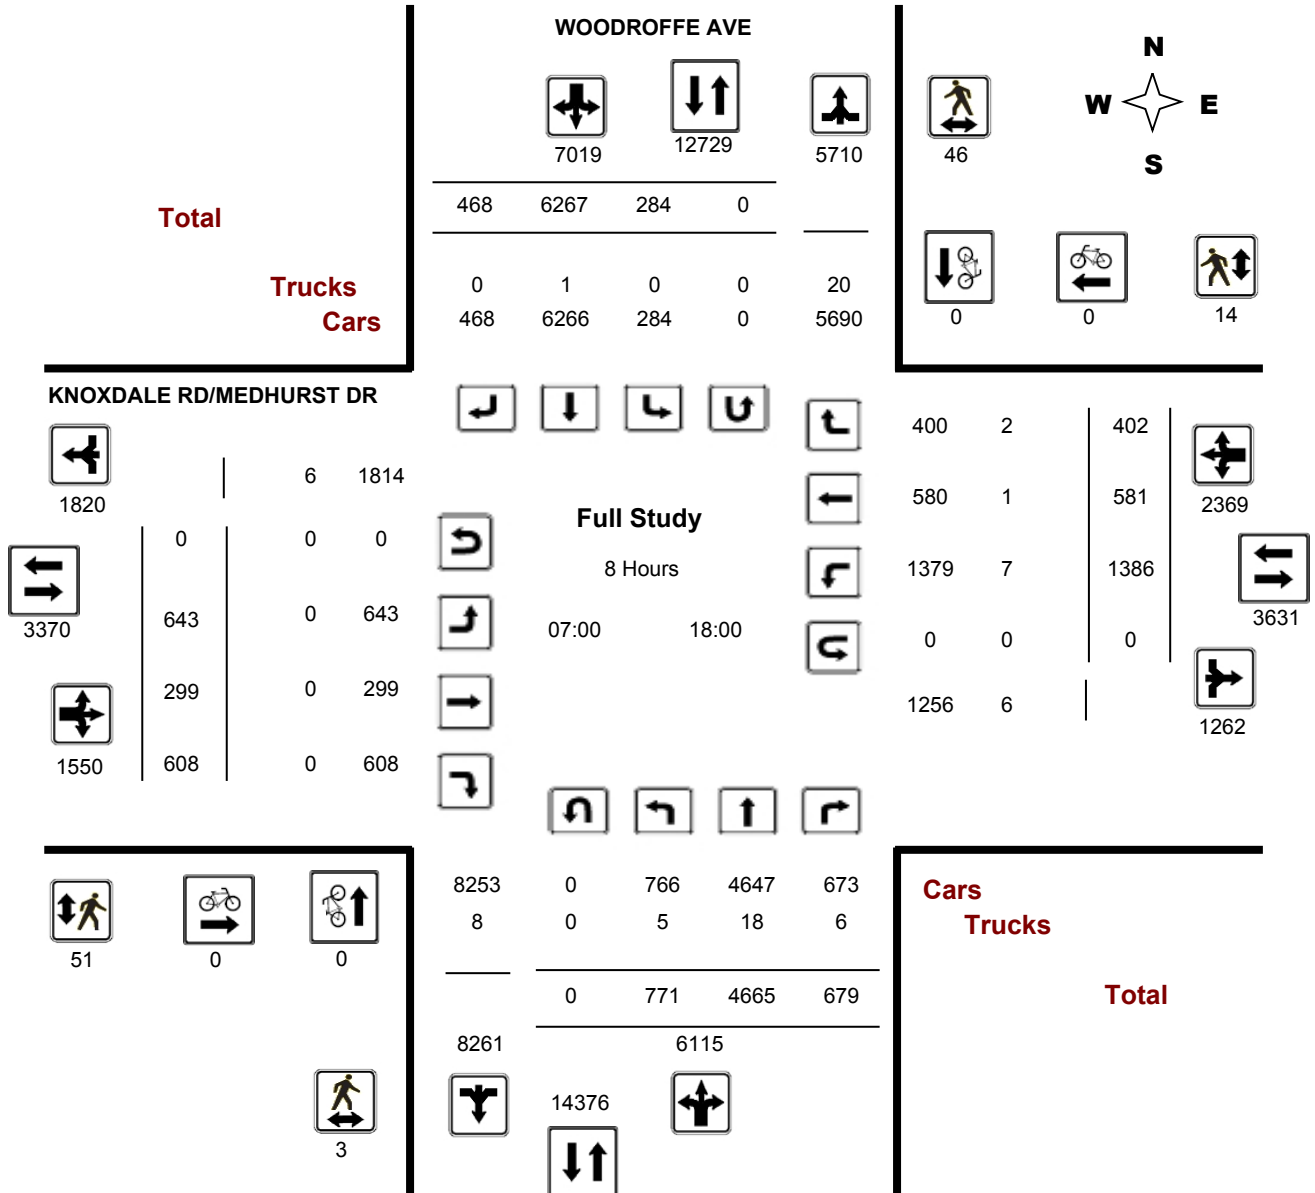 WOODROFFE AVE
N
W E
S
7019 12729 5710 46
468 6267 284 0
Total
Trucks 0 1 0 0 20
Cars 468 6266 284 0 5690
0 0 14
KNOXDALE RD/MEDHURST DR
400 2 402
6 1814
1820
580 1 581
2369
Full Study
0 0 0
8 Hours
1379 7 1386
3370
643 0 643
3631
07:00 18:00
0 0 0
299 0 299
1256 6
1262
1550
608 0 608
8253 0 766 4647 673
Cars
8 0 5 18 6
Trucks
51 0 0
0 771 4665 679
Total
8261 6115
14376
3